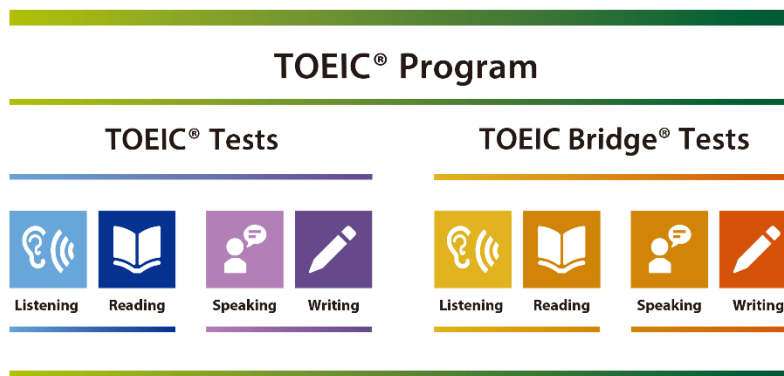 TOEIC® Program
TOEIC® Tests
TOEIC Bridge® Tests
Listening Reading Speaking Writing
Listening Reading Speaking Writing